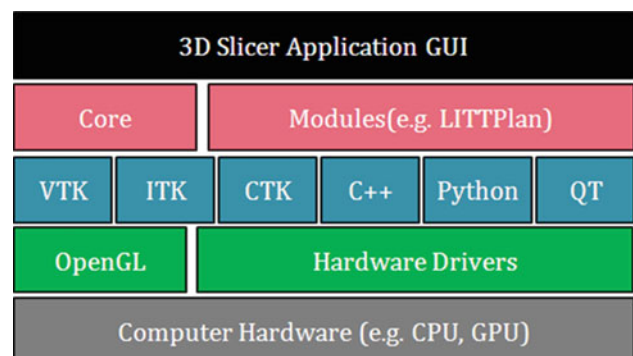 3D Slicer Application GUI
Core
Modules(e.g. LITTPlan)
VTK
ITK
CTK
C++
Python
QT
OpenGL
Hardware Drivers
Computer Hardware (e.g. CPU, GPU)